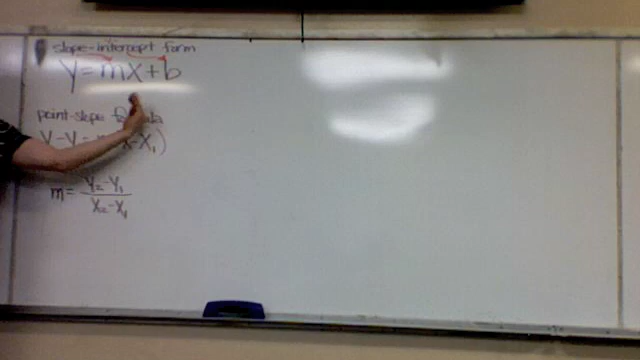 slope-intercept form
y=mx+b
point-slope
y-y = x-x₁)
m= y₂-y₁ / x₂-x₁